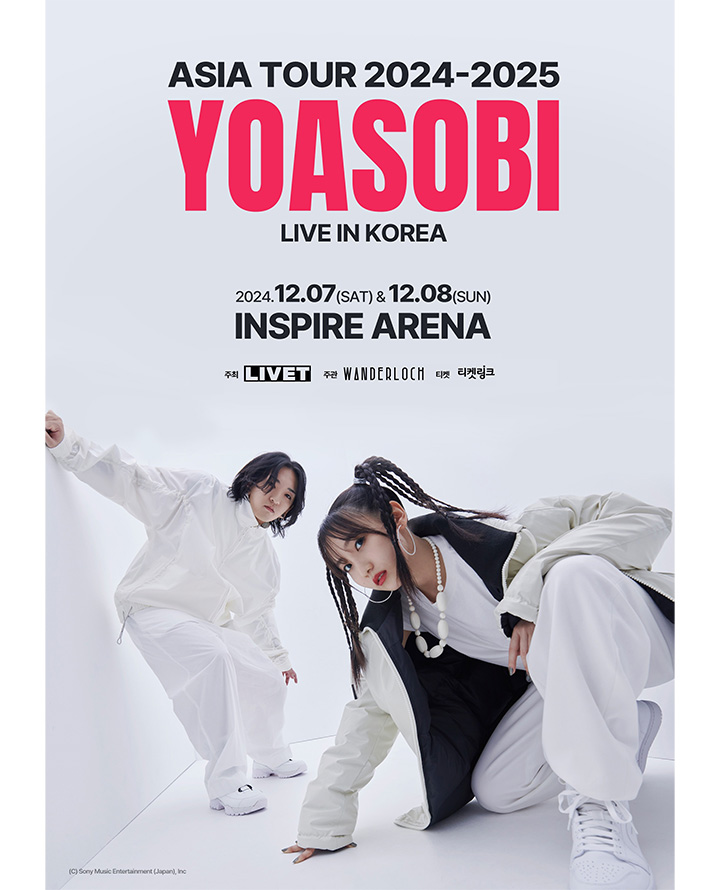 ASIA TOUR 2024-2025
YOASOBI
LIVE IN KOREA
2024.12.07(SAT) & 12.08(SUN)
INSPIRE ARENA
주최 LIVET 주관 WANDERLOCH 티켓 티켓링크
(C) Sony Music Entertainment (Japan), Inc